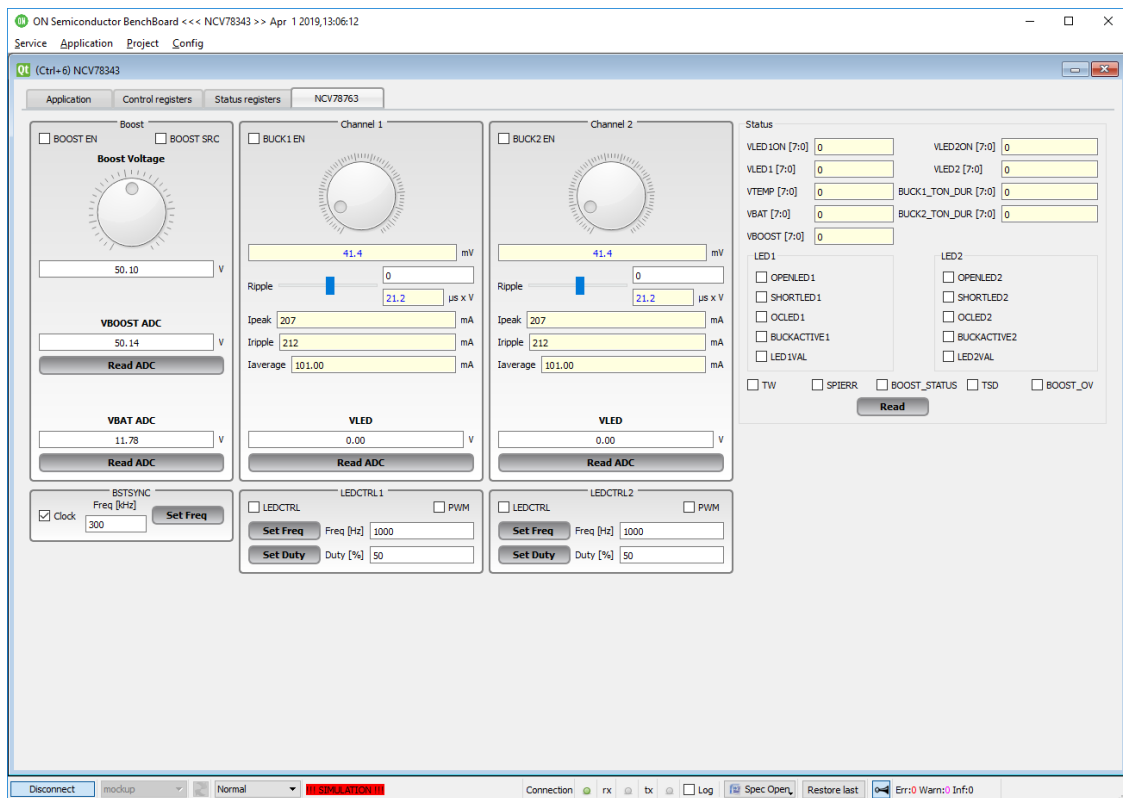 ON Semiconductor BenchBoard <<< NCV78343 >> Apr 1 2019,13:06:12
Service Application Project Config
Qt (Ctrl+6) NCV78343
Application Control registers Status registers NCV78763
Boost
BOOST EN BOOST SRC
Boost Voltage
50.10 V
VBOOST ADC
50.14 V
Read ADC
VBAT ADC
11.78 V
Read ADC
BSTSYNC
Clock Freq [kHz]
300
Set Freq
Channel 1
BUCK1 EN
41.4 mV
Ripple 0
21.2 µs x V
Ipeak 207 mA
Iripple 212 mA
Iaverage 101.00 mA
VLED
0.00 V
Read ADC
LEDCTRL1
LEDCTRL PWM
Set Freq Freq [Hz] 1000
Set Duty Duty [%] 50
Channel 2
BUCK2 EN
41.4 mV
Ripple 0
21.2 µs x V
Ipeak 207 mA
Iripple 212 mA
Iaverage 101.00 mA
VLED
0.00 V
Read ADC
LEDCTRL2
LEDCTRL PWM
Set Freq Freq [Hz] 1000
Set Duty Duty [%] 50
Status
VLED1ON [7:0] 0 VLED2ON [7:0] 0
VLED1 [7:0] 0 VLED2 [7:0] 0
VTEMP [7:0] 0 BUCK1_TON_DUR [7:0] 0
VBAT [7:0] 0 BUCK2_TON_DUR [7:0] 0
VBOOST [7:0] 0
LED1
OPENLED1
SHORTLED1
OCLED1
BUCKACTIVE1
LED1VAL
LED2
OPENLED2
SHORTLED2
OCLED2
BUCKACTIVE2
LED2VAL
TW SPIERR BOOST_STATUS TSD BOOST_OV
Read
Disconnect mockup Normal !!! SIMULATION !!! Connection rx tx Log Spec Open, Restore last Err:0 Warn:0 Inf:0